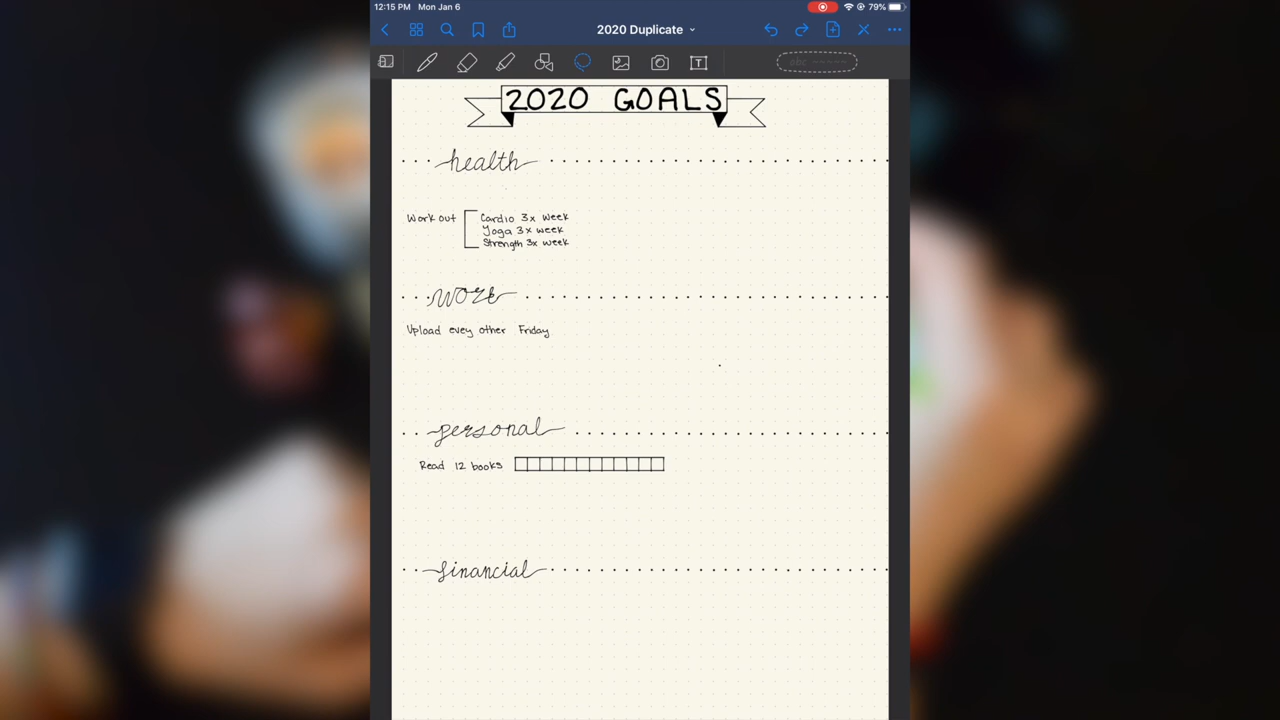 12:15 PM Mon Jan 6
79%
2020 Duplicate
T
abc
2020 GOALS
health
Work out
Cardio 3x week
Yoga 3x week
Strength 3x week
work
Upload evey other Friday
personal
Read 12 books
financial